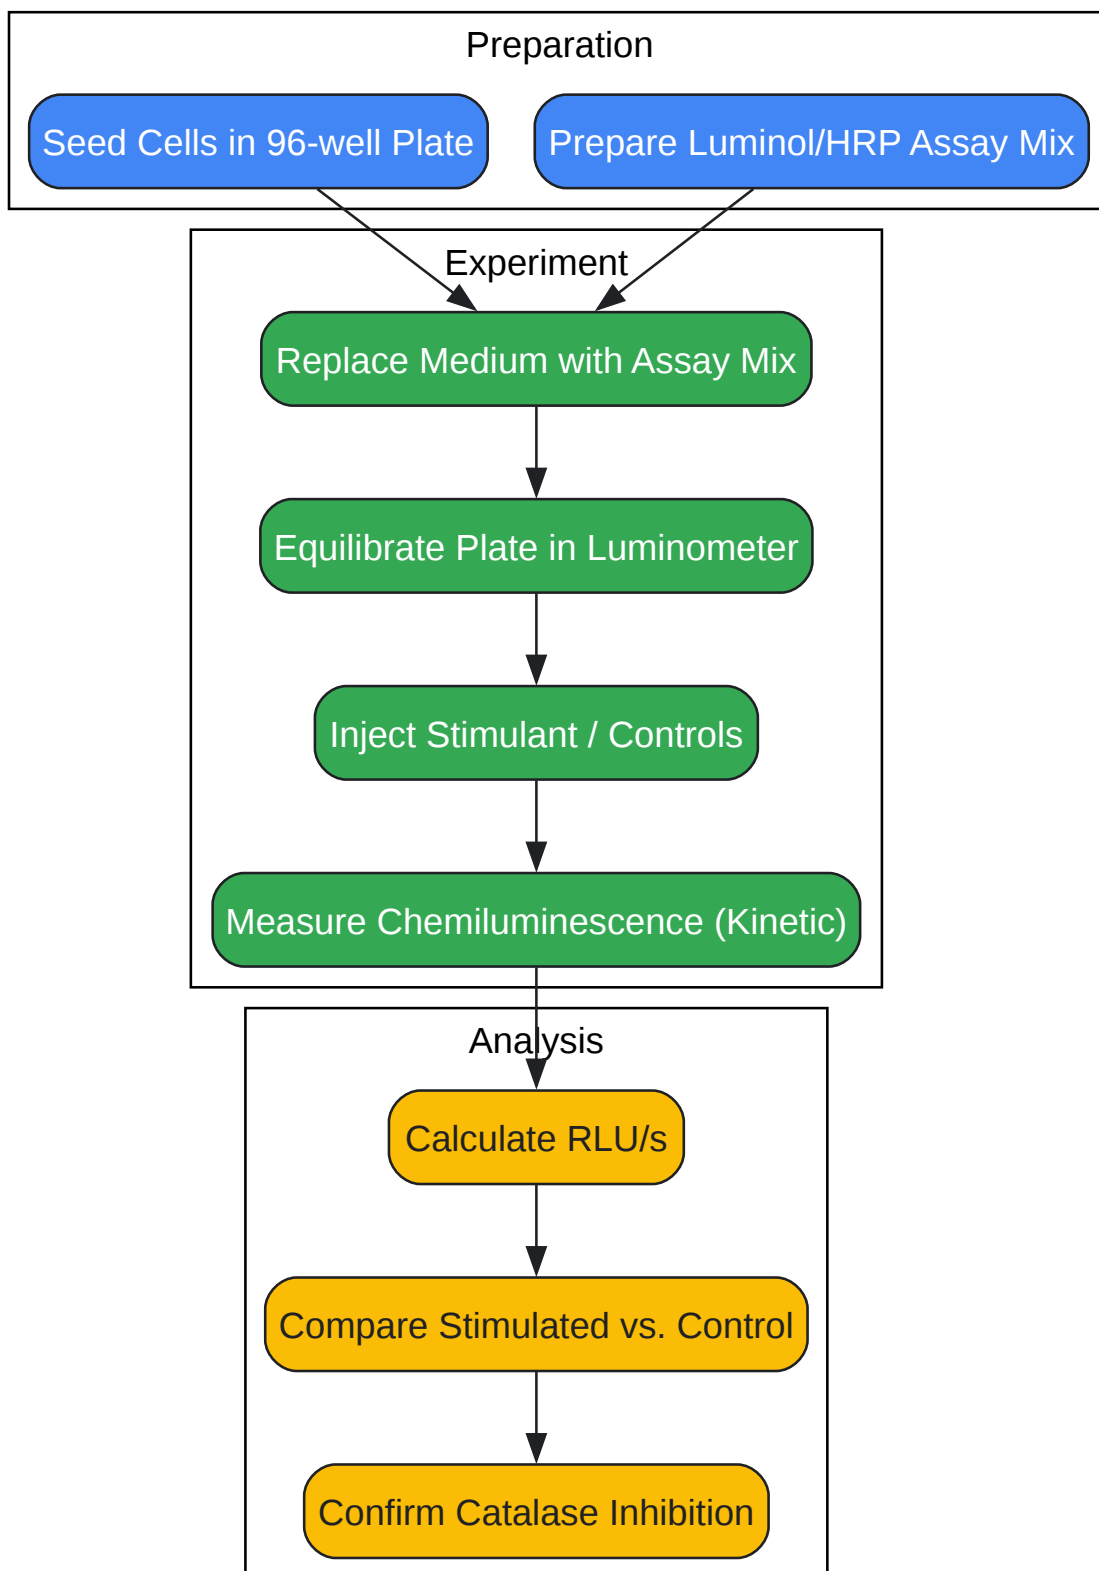 Preparation
Seed Cells in 96-well Plate
Prepare Luminol/HRP Assay Mix
Experiment
Replace Medium with Assay Mix
Equilibrate Plate in Luminometer
Inject Stimulant / Controls
Measure Chemiluminescence (Kinetic)
Analysis
Calculate RLU/s
Compare Stimulated vs. Control
Confirm Catalase Inhibition